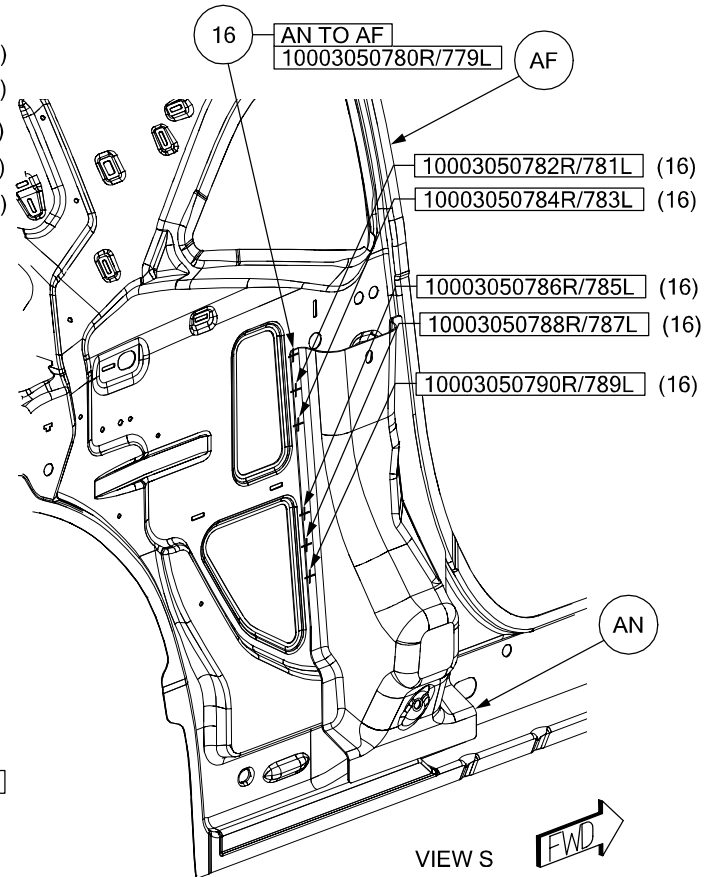 16
AN TO AF
10003050780R/779L
AF
10003050782R/781L (16)
10003050784R/783L (16)
10003050786R/785L (16)
10003050788R/787L (16)
10003050790R/789L (16)
AN
VIEW S
FWD